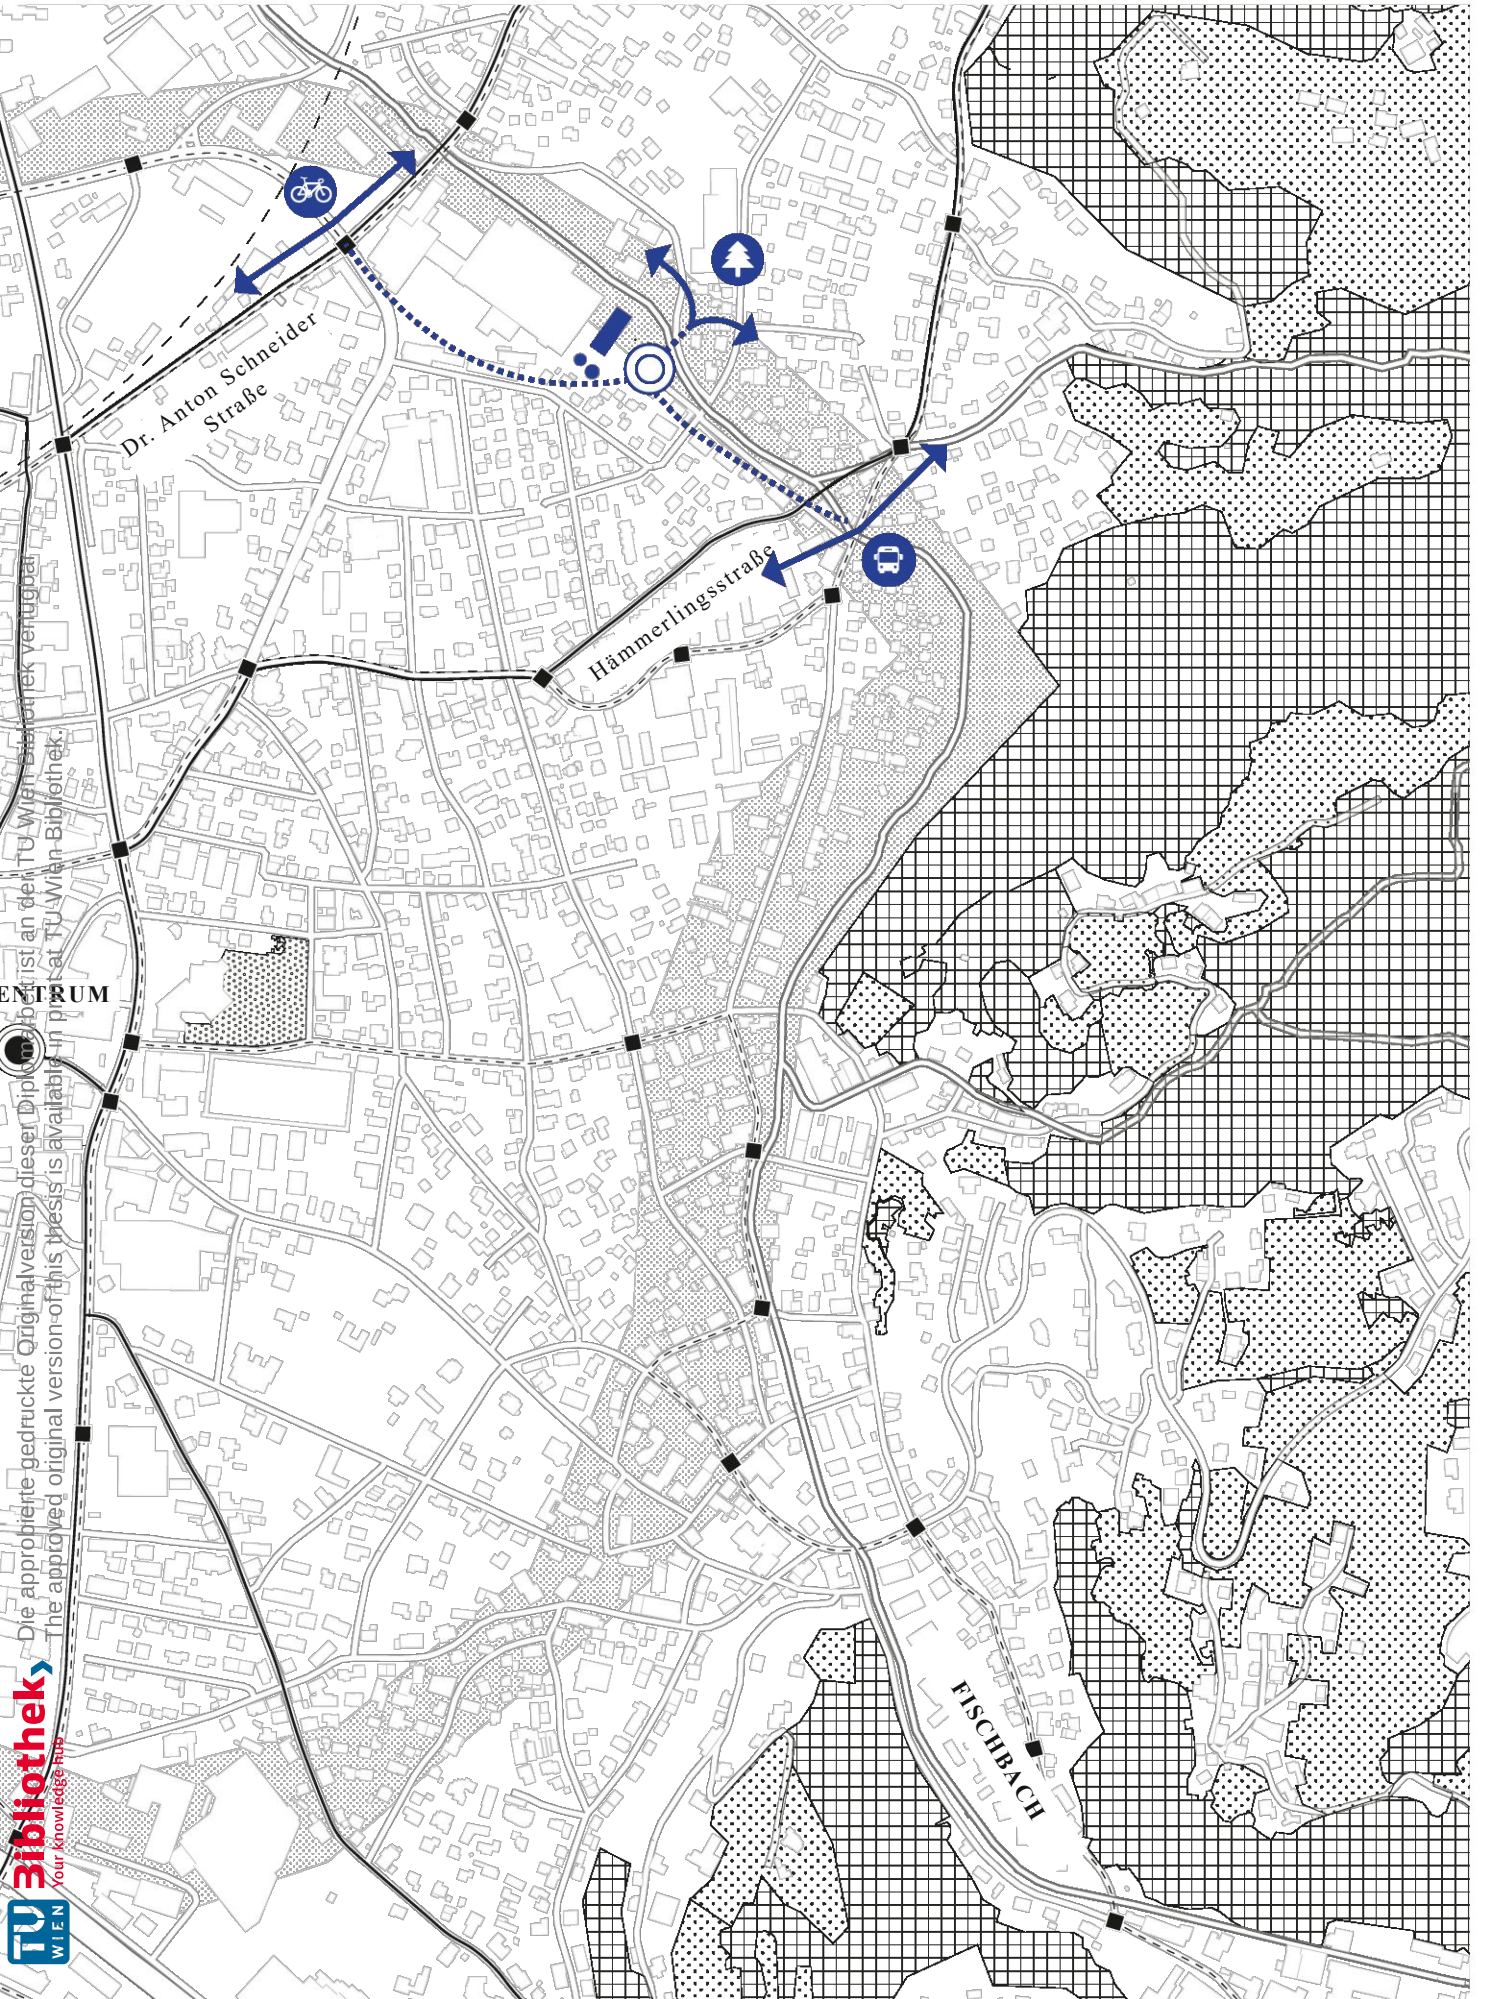 Dr. Anton Schneider
Straße
Hämmerlingsstraße
ENTRUM
FISCHBACH
Die approbierte gedruckte Originalversion dieser Diplomarbeit ist an der TU Wien Bibliothek verfügbar
The approved original version of this thesis is available in print at TU Wien Bibliothek.
TU
WIEN
Bibliothek
Your knowledge hub